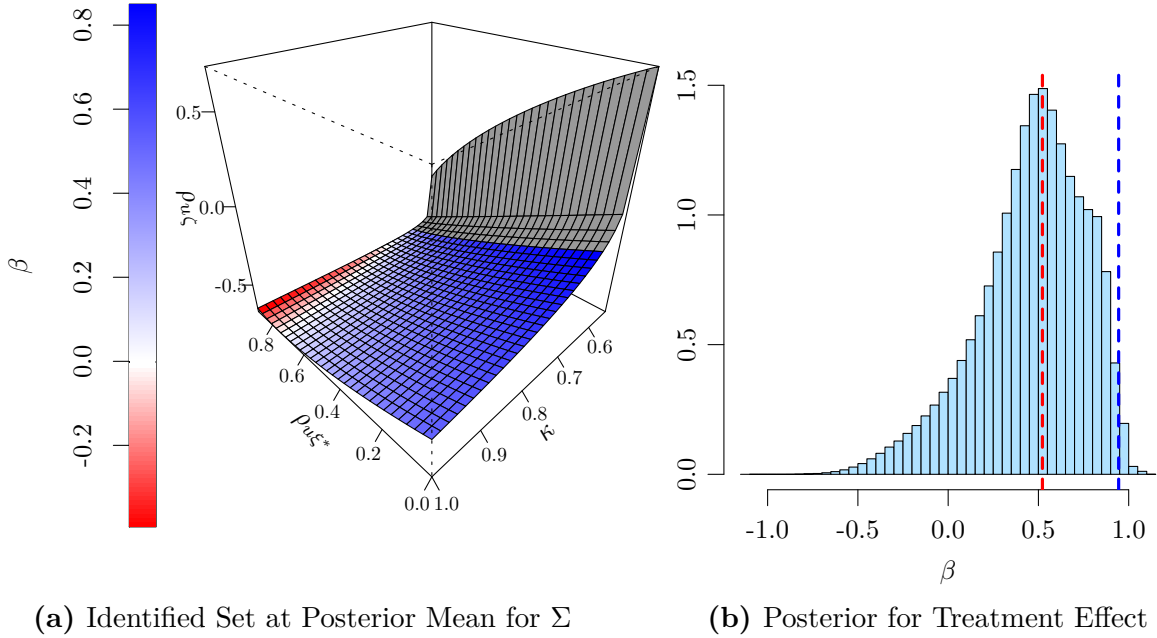 β
0.8
0.6
0.4
0.2
0.0
-0.2
ρuζ
0.5
0.0
-0.5
0.8
0.6
0.4
0.2
0.0
ρuξ*
1.0
0.9
0.8
0.7
0.6
κ
1.5
1.0
0.5
0.0
-1.0 -0.5 0.0 0.5 1.0
β
(a) Identified Set at Posterior Mean for Σ
(b) Posterior for Treatment Effect